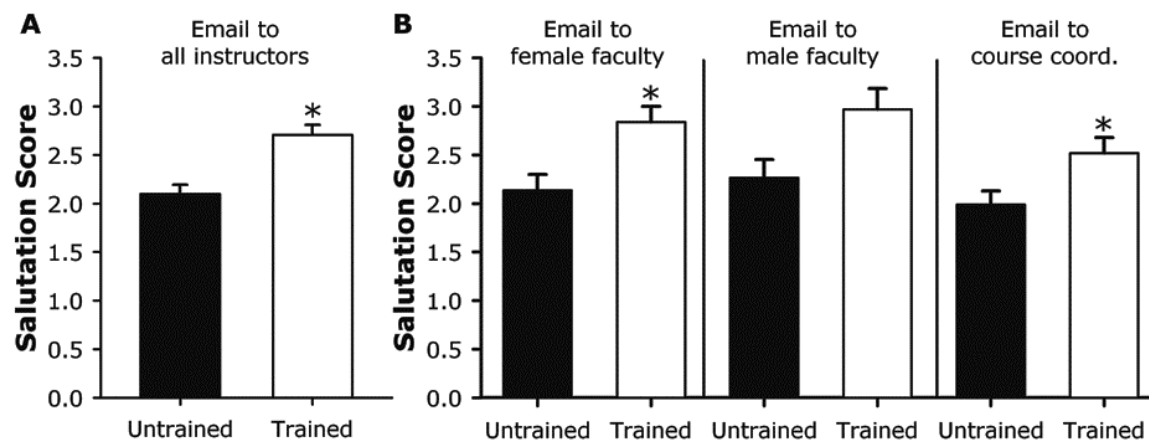 A
Email to
all instructors
Salutation Score
3.5
3.0
2.5
2.0
1.5
1.0
0.5
0.0
*
Untrained Trained
B
Email to
female faculty
Email to
male faculty
Email to
course coord.
Salutation Score
3.5
3.0
2.5
2.0
1.5
1.0
0.5
0.0
*
*
Untrained Trained Untrained Trained Untrained Trained